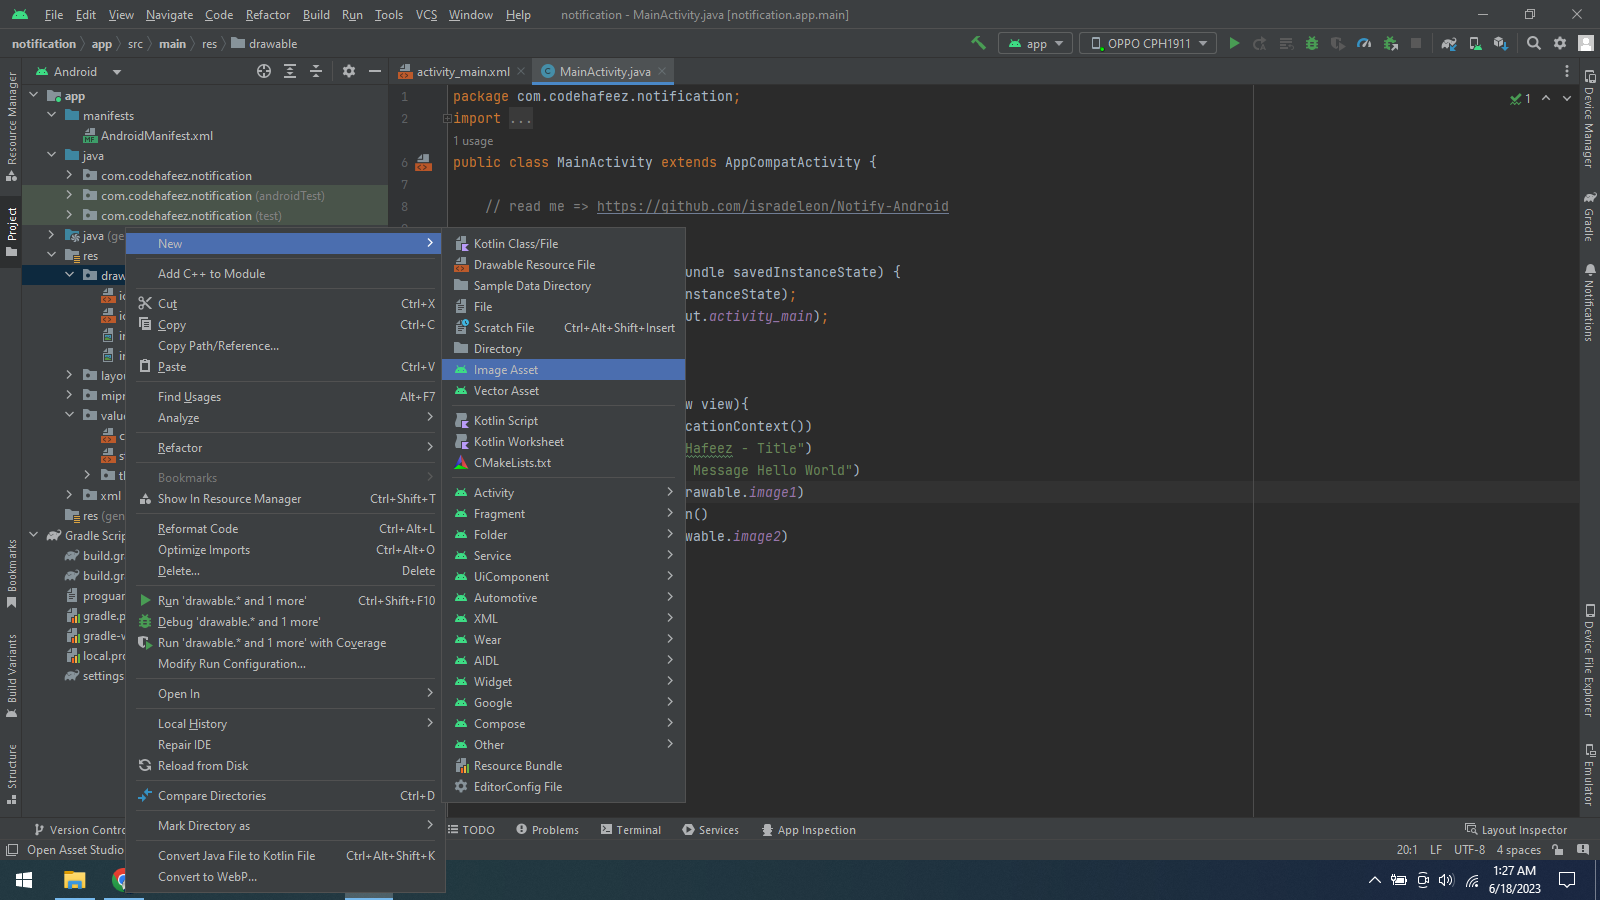 File Edit View Navigate Code Refactor Build Run Tools VCS Window Help notification - MainActivity.java [notification.app.main]
notification app src main res drawable app OPPO CPH1911
Android activity_main.xml MainActivity.java
Resource Manager
Project
Bookmarks
Build Variants
Structure
app
manifests
AndroidManifest.xml
java
com.codehafeez.notification
com.codehafeez.notification (androidTest)
com.codehafeez.notification (test)
java (ge
res
draw
layou
mipr
value
xml
res (gen
Gradle Scrip
build.gr
build.gr
proguar
gradle.p
gradle-v
local.pro
settings
1 package com.codehafeez.notification;
2 import ...
1 usage
6 public class MainActivity extends AppCompatActivity {
7
8 // read me => https://github.com/isradeleon/Notify-Android
undle savedInstanceState) {
nstanceState);
ut.activity_main);
w view){
cationContext())
Hafeez - Title")
Message Hello World")
rawable.image1)
n()
wable.image2)
1
New
Add C++ to Module
Cut Ctrl+X
Copy Ctrl+C
Copy Path/Reference...
Paste Ctrl+V
Find Usages Alt+F7
Analyze
Refactor
Bookmarks
Show In Resource Manager Ctrl+Shift+T
Reformat Code Ctrl+Alt+L
Optimize Imports Ctrl+Alt+O
Delete... Delete
Run 'drawable.* and 1 more' Ctrl+Shift+F10
Debug 'drawable.* and 1 more'
Run 'drawable.* and 1 more' with Coverage
Modify Run Configuration...
Open In
Local History
Repair IDE
Reload from Disk
Compare Directories Ctrl+D
Mark Directory as
Convert Java File to Kotlin File Ctrl+Alt+Shift+K
Convert to WebP...
Kotlin Class/File
Drawable Resource File
Sample Data Directory
File
Scratch File Ctrl+Alt+Shift+Insert
Directory
Image Asset
Vector Asset
Kotlin Script
Kotlin Worksheet
CMakeLists.txt
Activity
Fragment
Folder
Service
UiComponent
Automotive
XML
Wear
AIDL
Widget
Google
Compose
Other
Resource Bundle
EditorConfig File
Device Manager
Gradle
Notifications
Device File Explorer
Emulator
Version Contro TODO Problems Terminal Services App Inspection Layout Inspector
Open Asset Studio 20:1 LF UTF-8 4 spaces
1:27 AM
6/18/2023